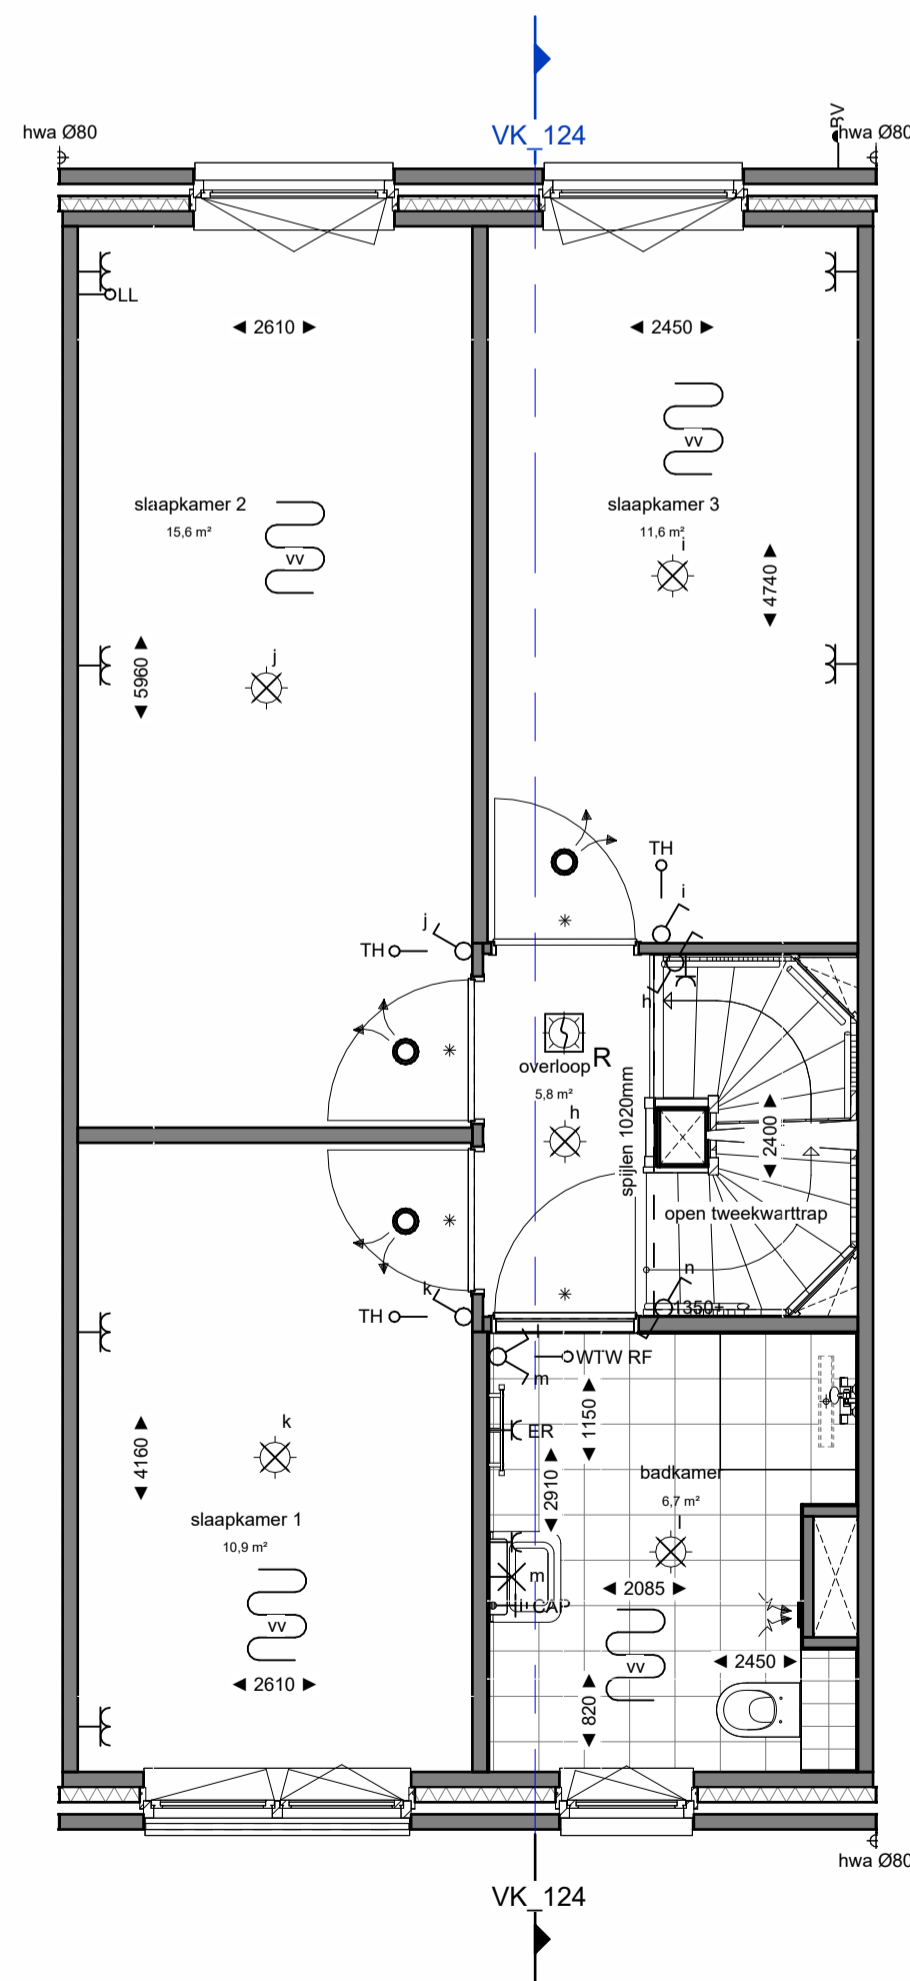 hwa Ø80
VK_124
RV
hwa Ø80
LL
2610
2450
vv
slaapkamer 2
15,6 m²
vv
slaapkamer 3
11,6 m²
i
4740
5960
j
TH
j
TH
i
h
overloop
R
5,8 m²
h
spijlen 1020mm
2400
open tweekwarttrap
n
1350+
k
TH
l
WTW RF
m
ER
1150
2910
badkamer
6,7 m²
l
k
4160
slaapkamer 1
10,9 m²
m
2085
CAP
vv
2610
vv
2450
820
hwa Ø80
VK_124